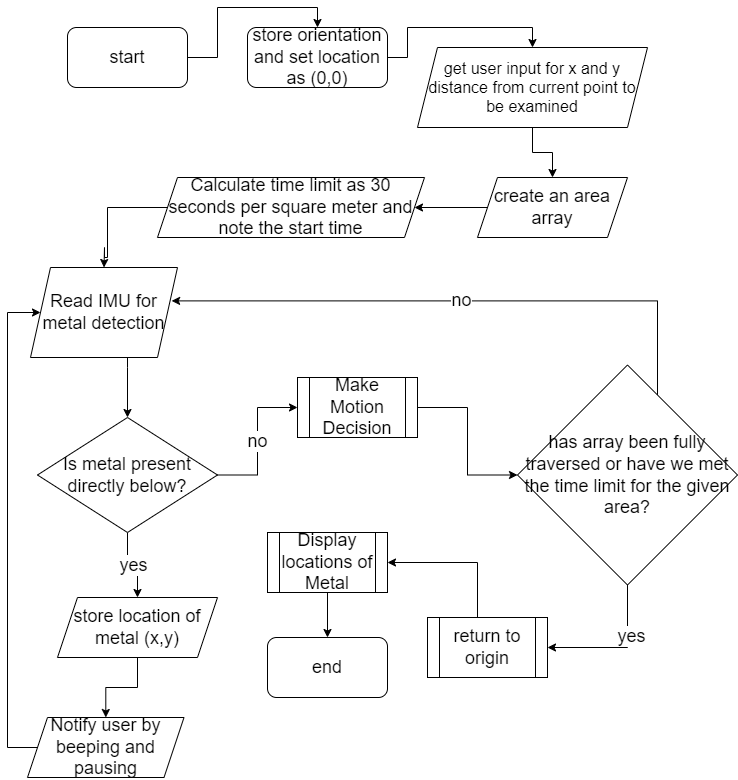 start
store orientation
and set location
as (0,0)
get user input for x and y
distance from current point to
be examined
create an area
array
Calculate time limit as 30
seconds per square meter and
note the start time
Read IMU for
metal detection
no
Is metal present
directly below?
no
Make
Motion
Decision
has array been fully
traversed or have we met
the time limit for the given
area?
yes
store location of
metal (x,y)
Notify user by
beeping and
pausing
yes
return to
origin
Display
locations of
Metal
end